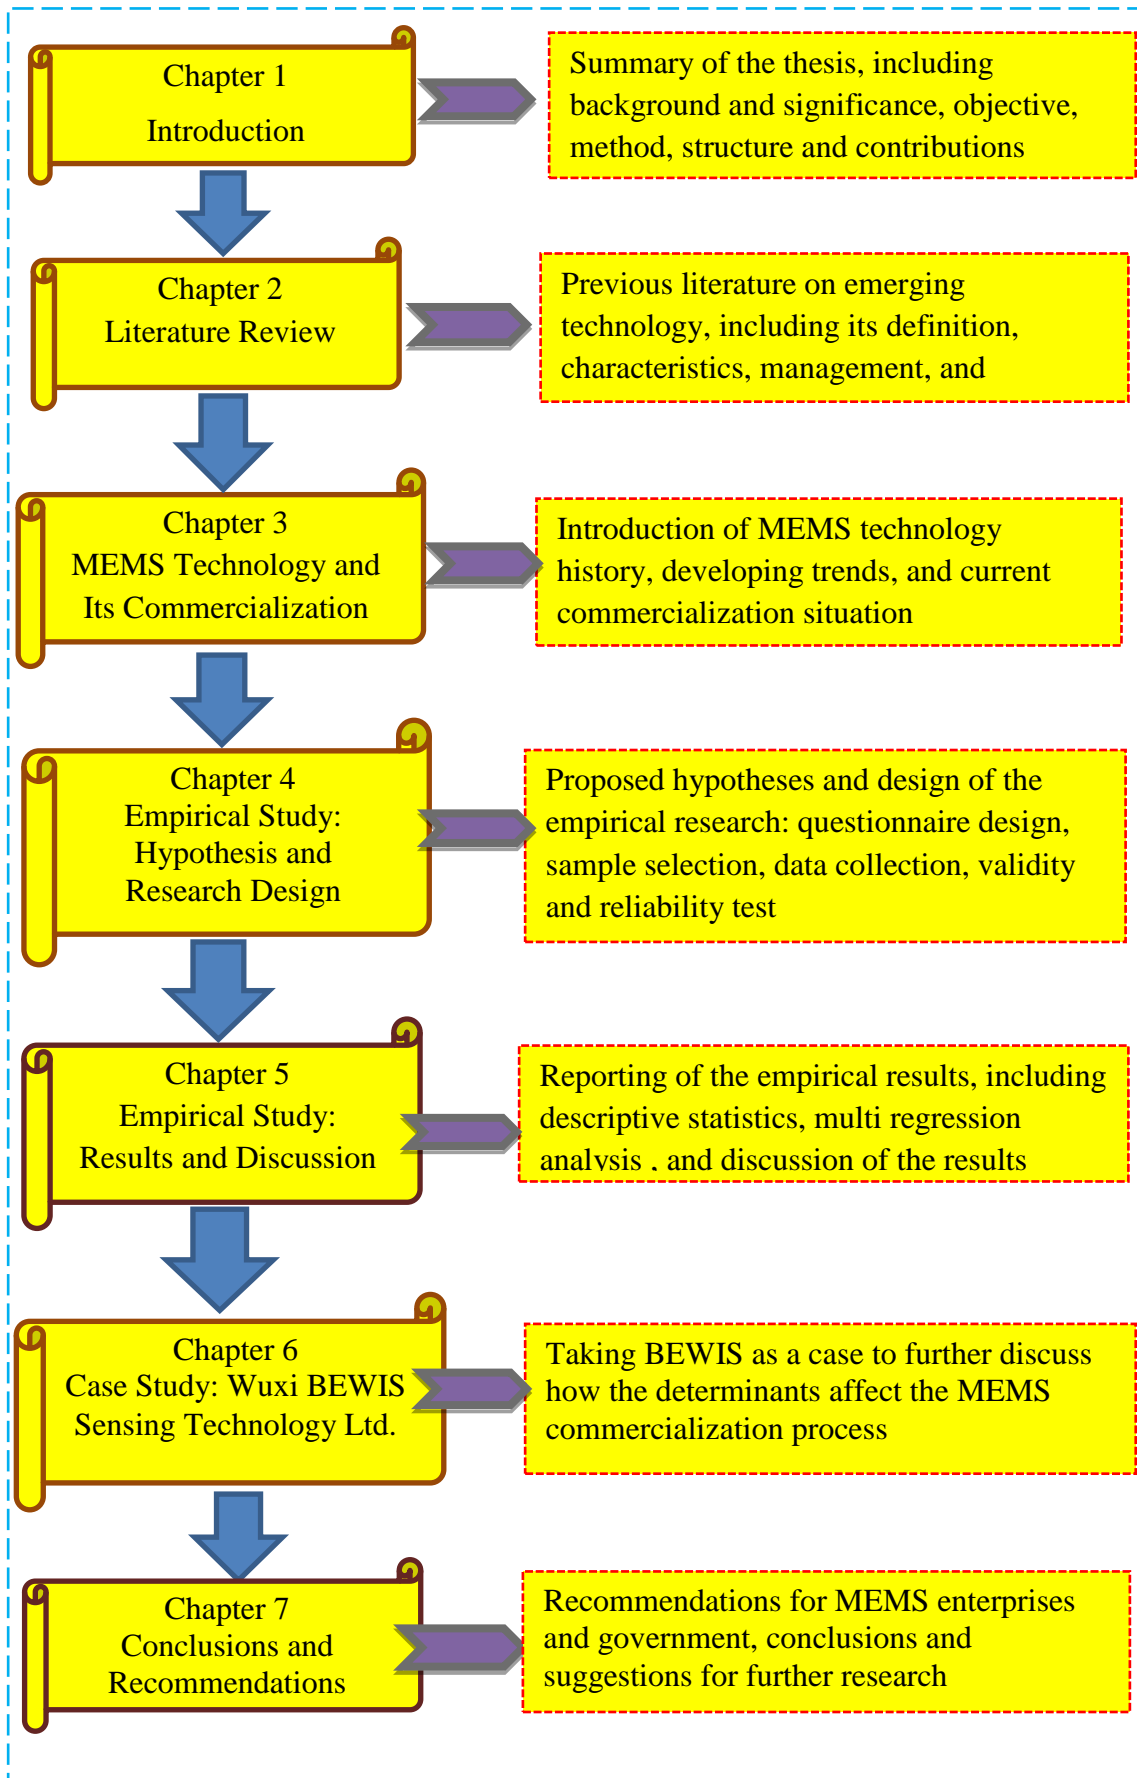 Chapter 1
Introduction
Summary of the thesis, including
background and significance, objective,
method, structure and contributions
Chapter 2
Literature Review
Previous literature on emerging
technology, including its definition,
characteristics, management, and
Chapter 3
MEMS Technology and
Its Commercialization
Introduction of MEMS technology
history, developing trends, and current
commercialization situation
Chapter 4
Empirical Study:
Hypothesis and
Research Design
Proposed hypotheses and design of the
empirical research: questionnaire design,
sample selection, data collection, validity
and reliability test
Chapter 5
Empirical Study:
Results and Discussion
Reporting of the empirical results, including
descriptive statistics, multi regression
analysis , and discussion of the results
Chapter 6
Case Study: Wuxi BEWIS
Sensing Technology Ltd.
Taking BEWIS as a case to further discuss
how the determinants affect the MEMS
commercialization process
Chapter 7
Conclusions and
Recommendations
Recommendations for MEMS enterprises
and government, conclusions and
suggestions for further research